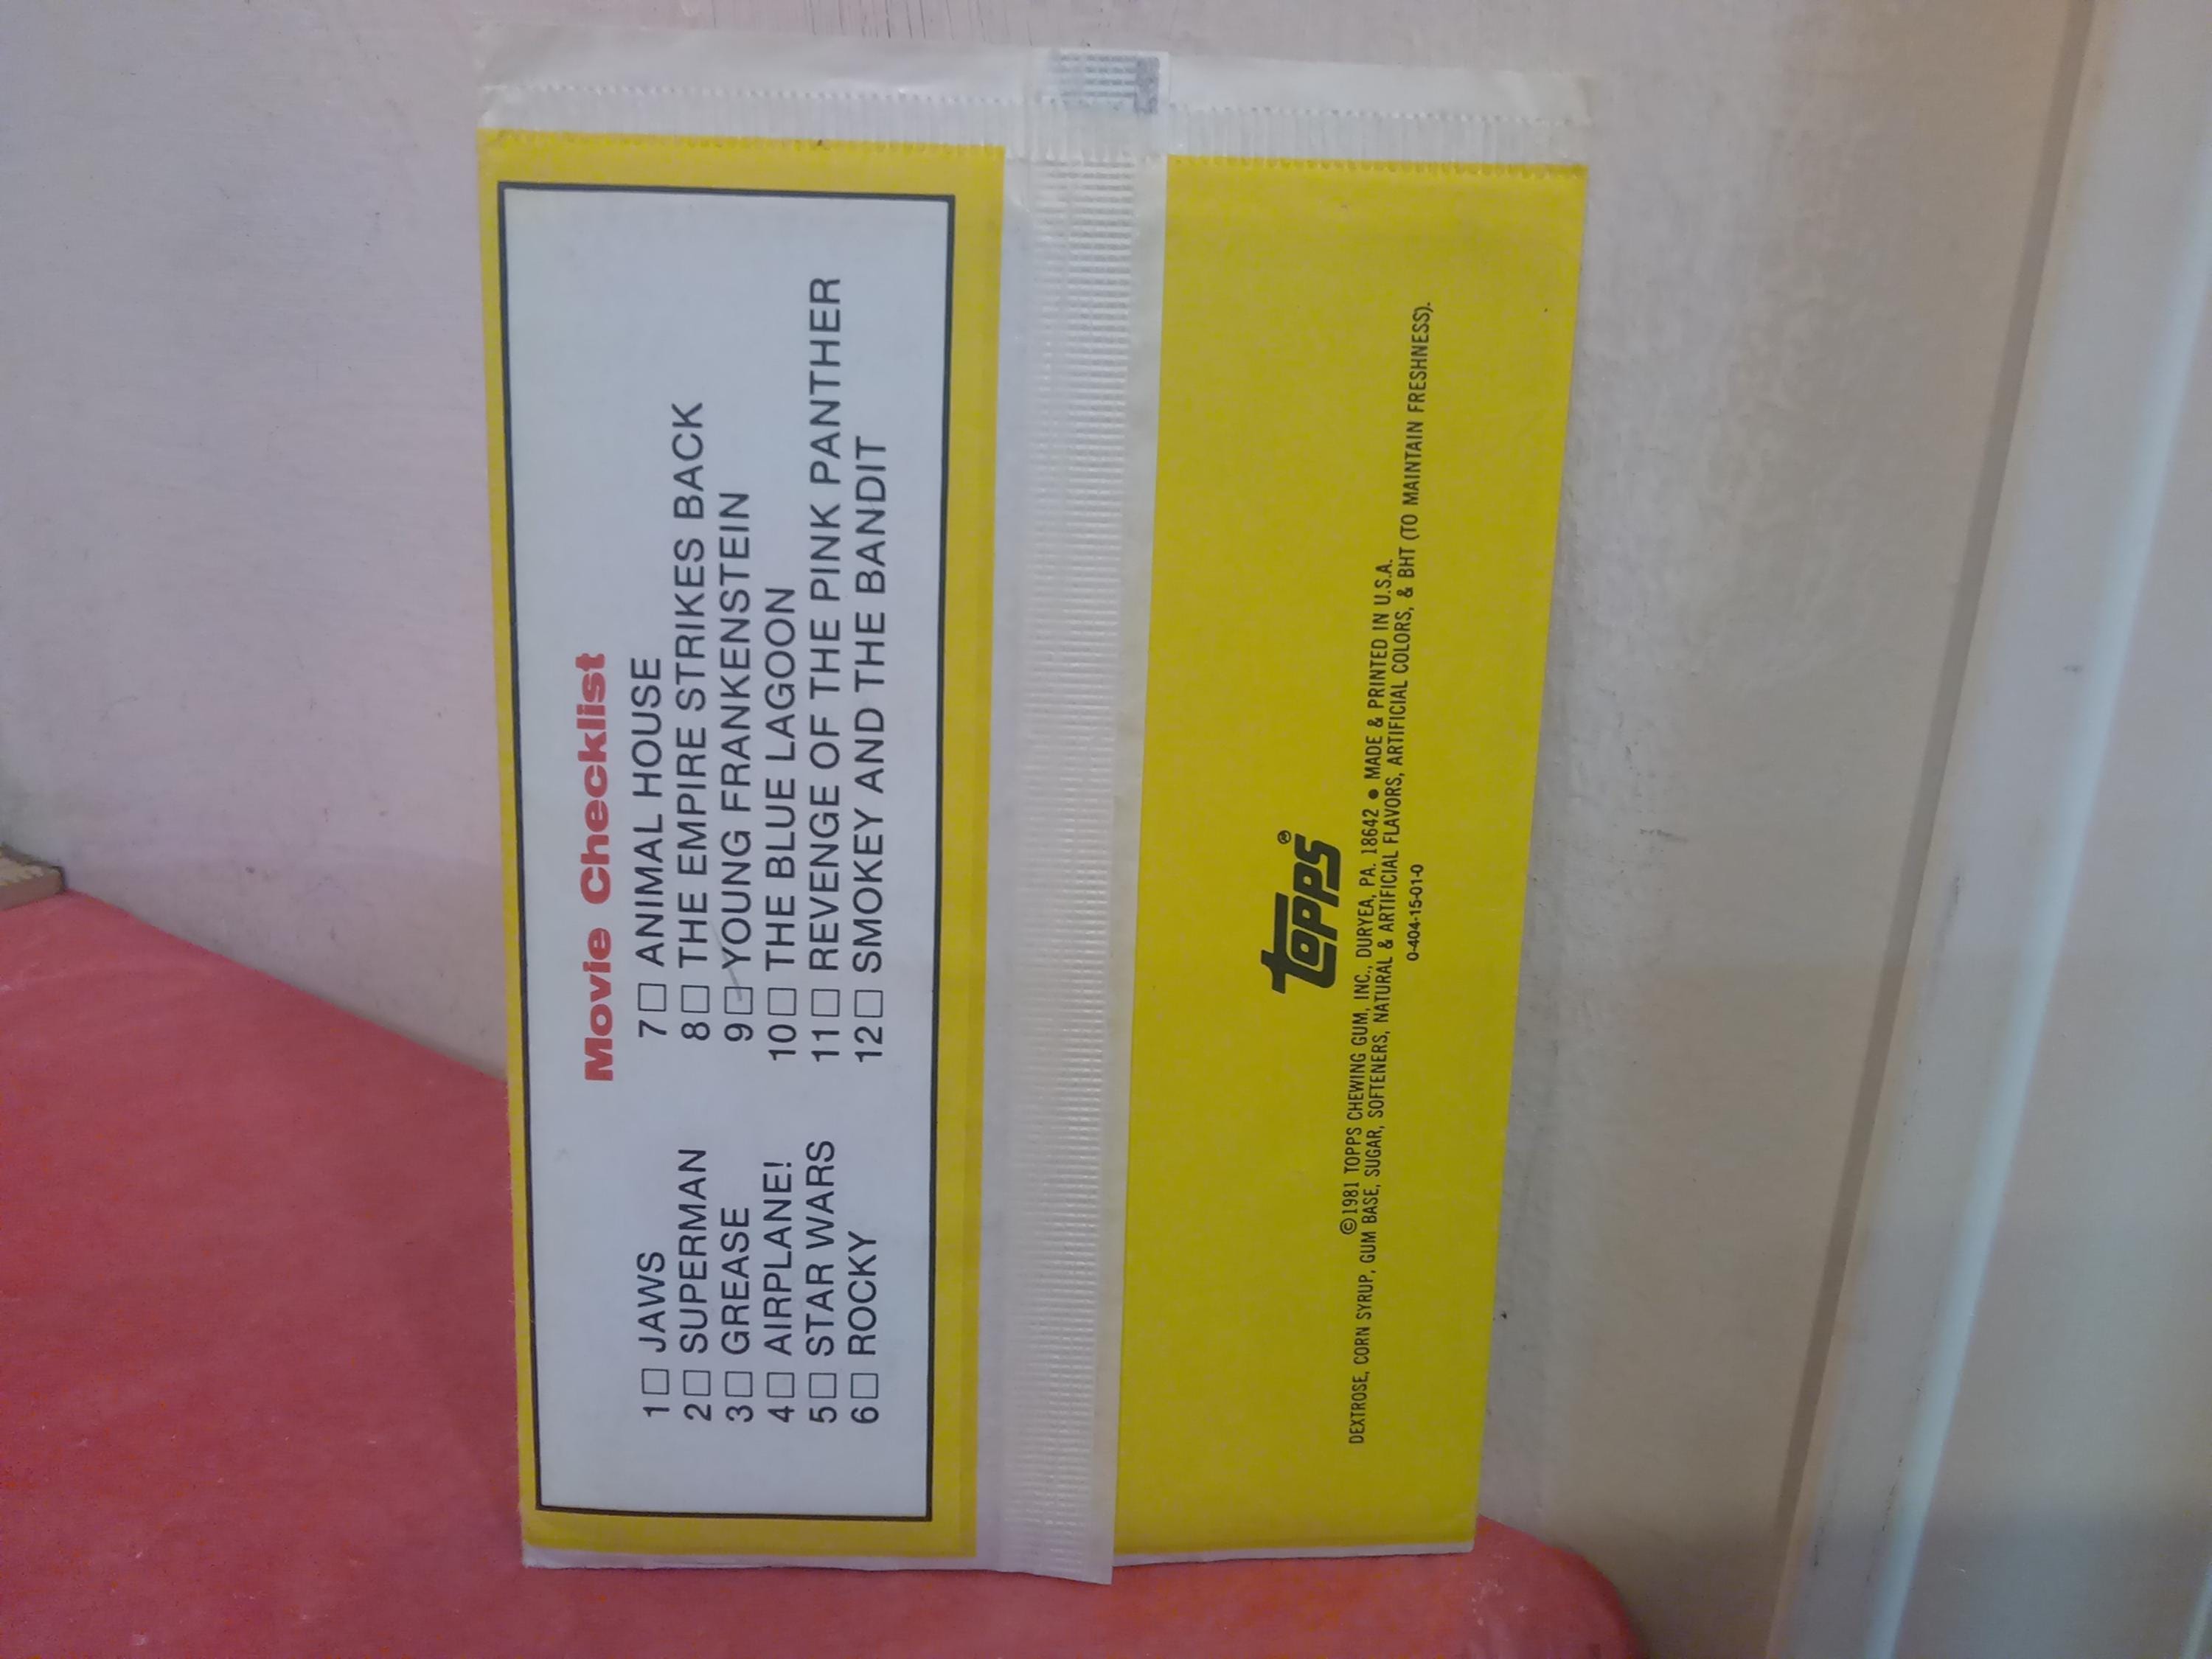 Movie Checklist
1 □ JAWS
2 □ SUPERMAN
3 □ GREASE
4 □ AIRPLANE!
5 □ STAR WARS
6 □ ROCKY
7 □ ANIMAL HOUSE
8 □ THE EMPIRE STRIKES BACK
9 □ YOUNG FRANKENSTEIN
10 □ THE BLUE LAGOON
11 □ REVENGE OF THE PINK PANTHER
12 □ SMOKEY AND THE BANDIT
topps®
©1981 TOPPS CHEWING GUM, INC., DURYEA, PA. 18642 ● MADE & PRINTED IN U.S.A.
DEXTROSE, CORN SYRUP, GUM BASE, SUGAR, SOFTENERS, NATURAL & ARTIFICIAL FLAVORS, ARTIFICIAL COLORS, & BHT (TO MAINTAIN FRESHNESS).
0-404-15-01-0